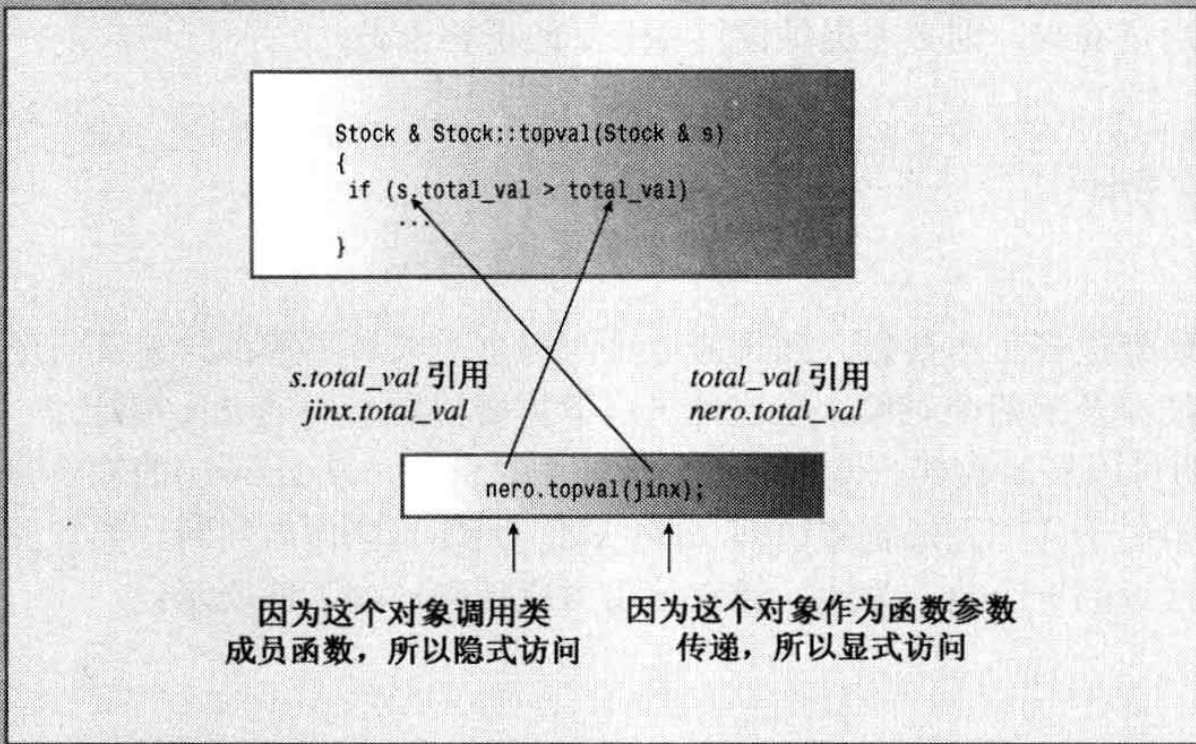 Stock & Stock::topval(Stock & s)
{
if (s.total_val > total_val)
...
}
s.total_val 引用
jinx.total_val
total_val 引用
nero.total_val
nero.topval(jinx);
因为这个对象调用类
成员函数，所以隐式访问
因为这个对象作为函数参数
传递，所以显式访问